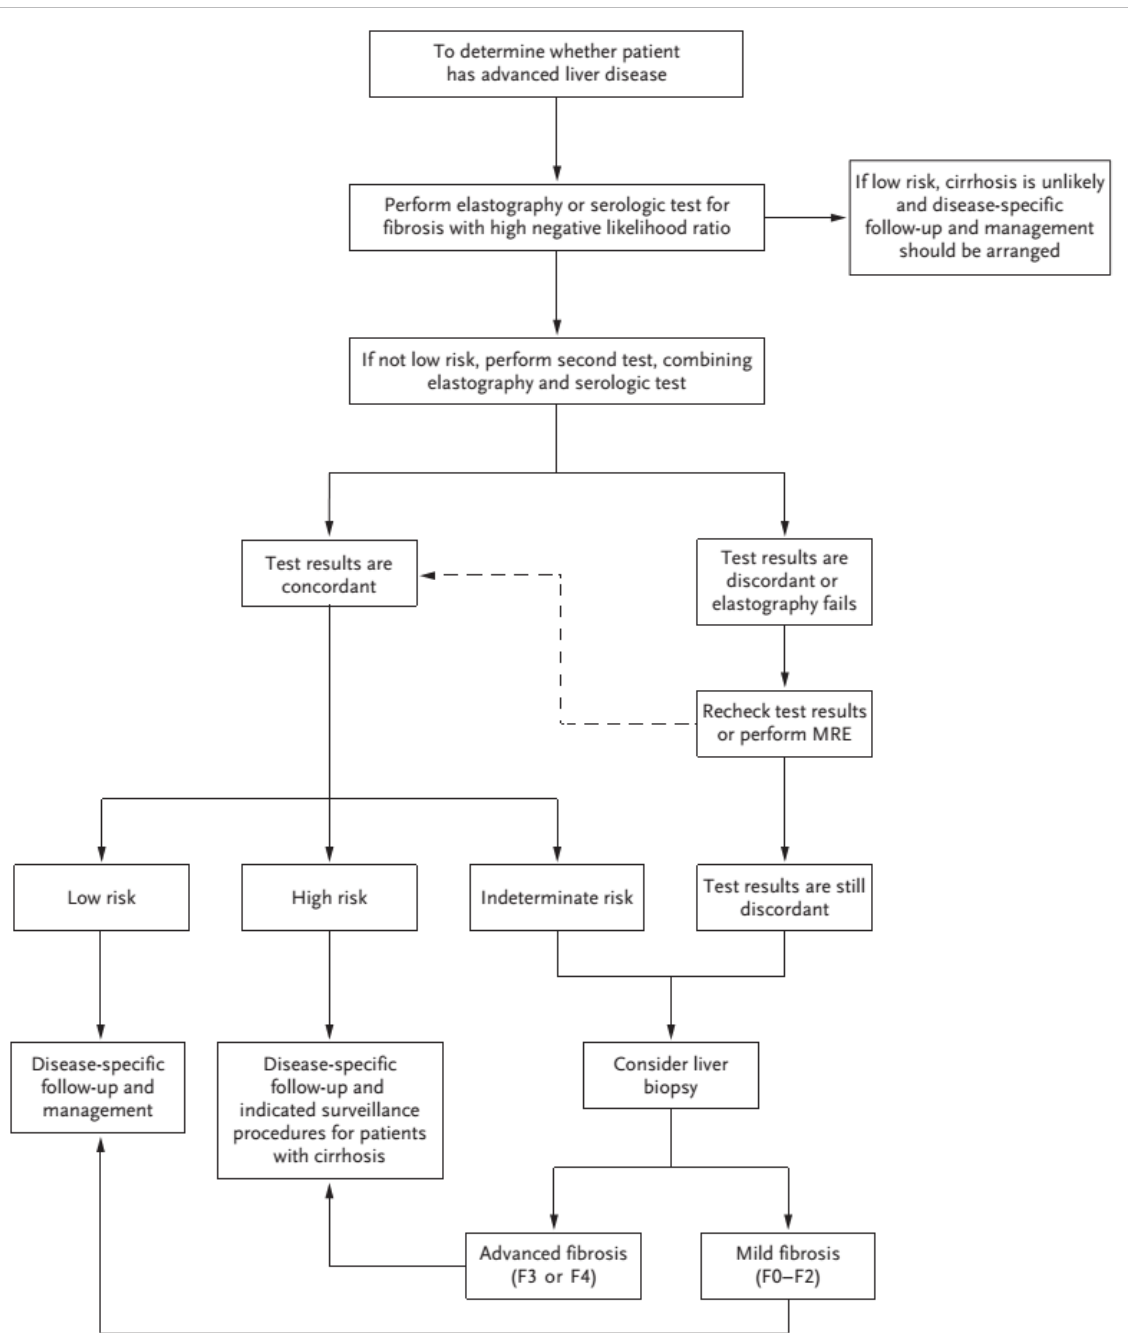 To determine whether patient
has advanced liver disease
Perform elastography or serologic test for
fibrosis with high negative likelihood ratio
If low risk, cirrhosis is unlikely
and disease-specific
follow-up and management
should be arranged
If not low risk, perform second test, combining
elastography and serologic test
Test results are
concordant
Test results are
discordant or
elastography fails
Recheck test results
or perform MRE
Low risk
High risk
Indeterminate risk
Test results are still
discordant
Disease-specific
follow-up and
management
Disease-specific
follow-up and
indicated surveillance
procedures for patients
with cirrhosis
Consider liver
biopsy
Advanced fibrosis
(F3 or F4)
Mild fibrosis
(F0–F2)